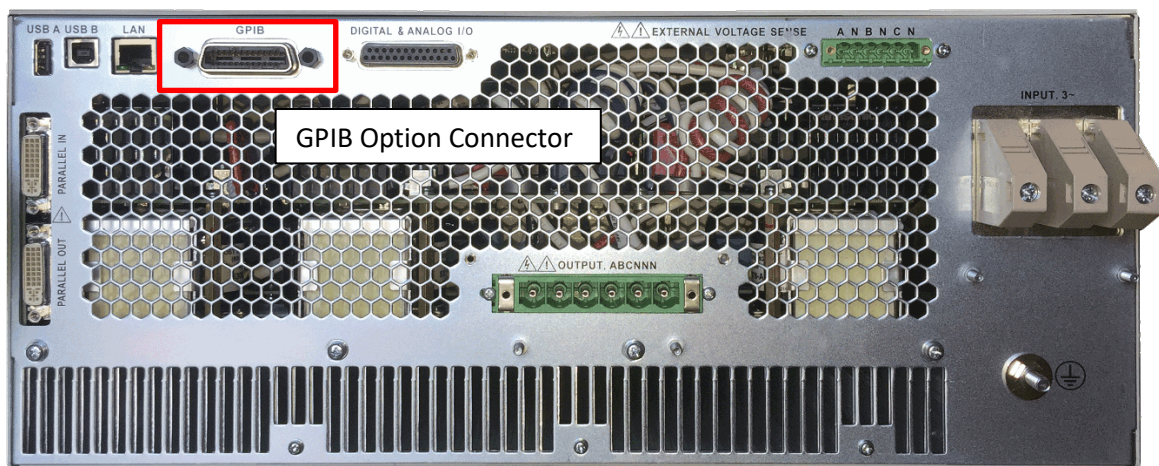 USB A USB B LAN GPIB DIGITAL & ANALOG I/O EXTERNAL VOLTAGE SENSE A N B N C N
INPUT, 3~
GPIB Option Connector
PARALLEL IN
PARALLEL OUT
OUTPUT, ABCNNN